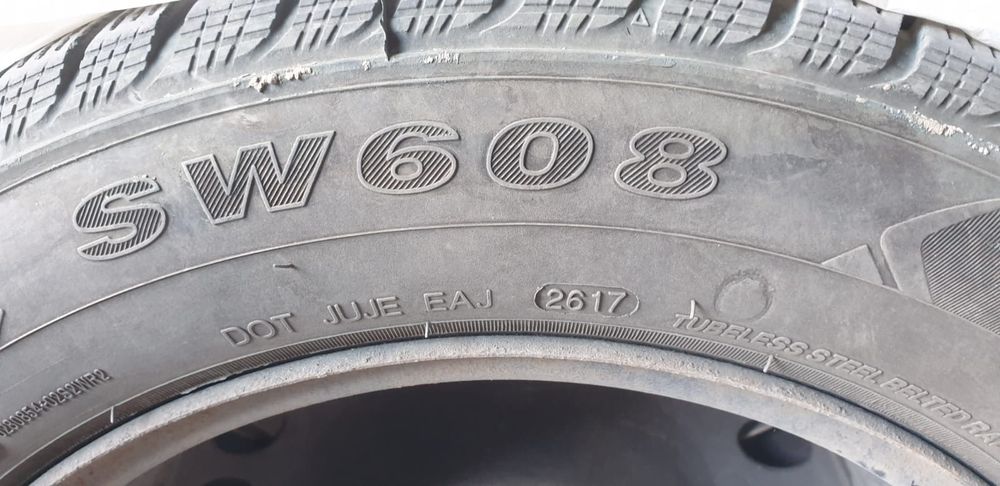 SW608
DOT JUJE EAJ 2617
TUBELESS STEEL BELTED RA